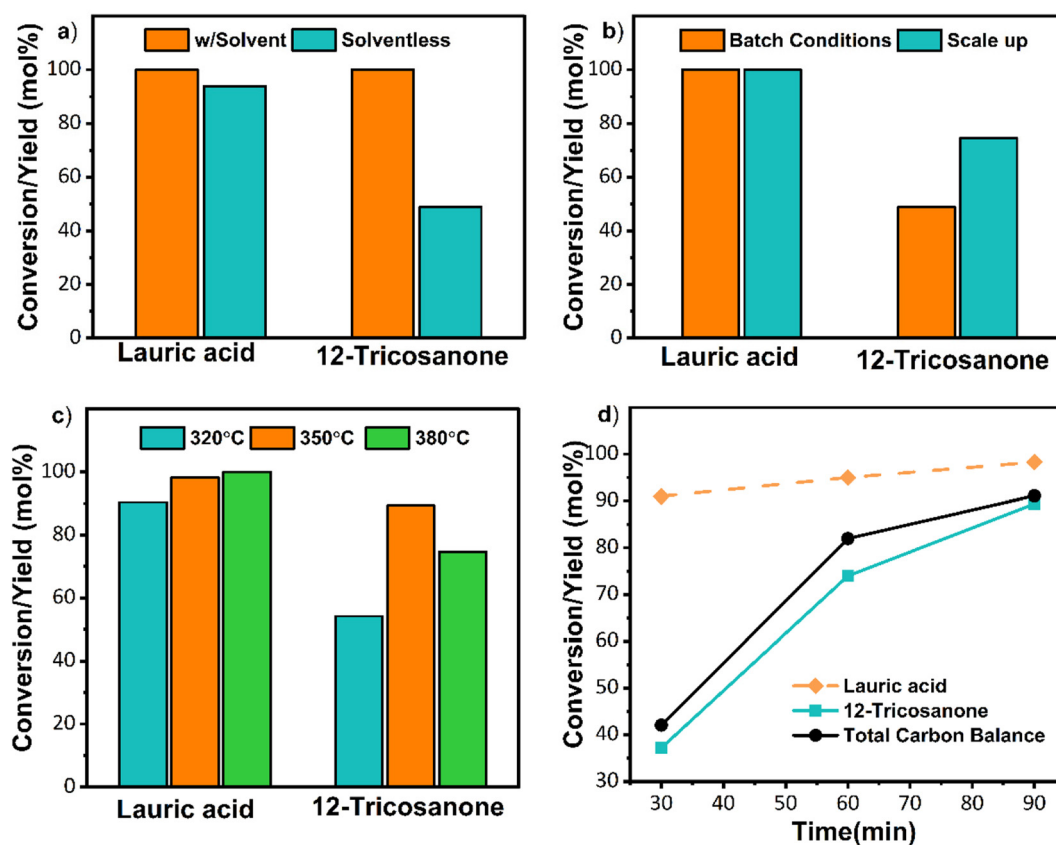 a)
w/Solvent
Solventless
Conversion/Yield (mol%)
100
80
60
40
20
0
Lauric acid
12-Tricosanone
b)
Batch Conditions
Scale up
Conversion/Yield (mol%)
100
80
60
40
20
0
Lauric acid
12-Tricosanone
c)
320°C
350°C
380°C
Conversion/Yield (mol%)
100
80
60
40
20
0
Lauric acid
12-Tricosanone
d)
Conversion/Yield (mol%)
100
90
80
70
60
50
40
30
Lauric acid
12-Tricosanone
Total Carbon Balance
30
40
50
60
70
80
90
Time(min)